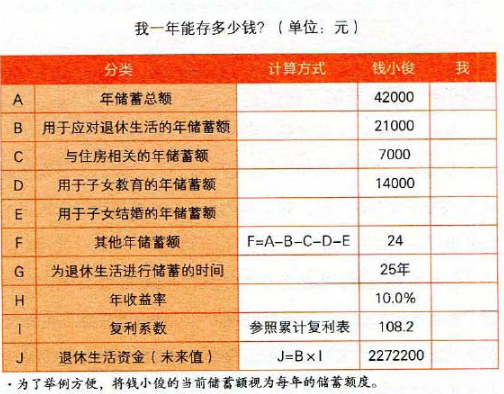 我一年能存多少钱？（单位：元）
分类 计算方式 钱小俊 我
A 年储蓄总额 42000
B 用于应对退休生活的年储蓄额 21000
C 与住房相关的年储蓄额 7000
D 用于子女教育的年储蓄额 14000
E 用于子女结婚的年储蓄额
F 其他年储蓄额 F=A–B–C–D–E 24
G 为退休生活进行储蓄的时间 25年
H 年收益率 10.0%
I 复利系数 参照累计复利表 108.2
J 退休生活资金（未来值） J=B×I 2272200
·为了举例方便，将钱小俊的当前储蓄额视为每年的储蓄额度。